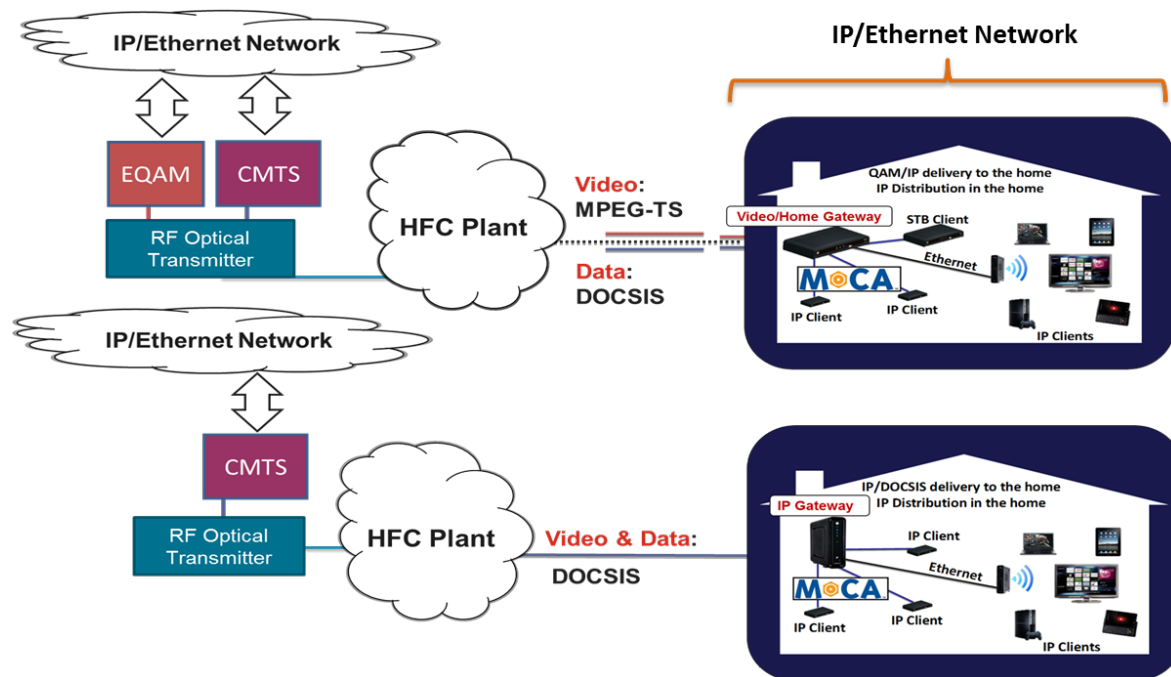 IP/Ethernet Network
IP/Ethernet Network
EQAM
CMTS
RF Optical
Transmitter
HFC Plant
Video:
MPEG-TS
Data:
DOCSIS
QAM/IP delivery to the home
IP Distribution in the home
Video/Home Gateway
STB Client
Ethernet
MoCA
IP Client
IP Client
IP Clients
IP/Ethernet Network
CMTS
RF Optical
Transmitter
HFC Plant
Video & Data:
DOCSIS
IP/DOCSIS delivery to the home
IP Distribution in the home
IP Gateway
IP Client
Ethernet
MoCA
IP Client
IP Client
IP Clients